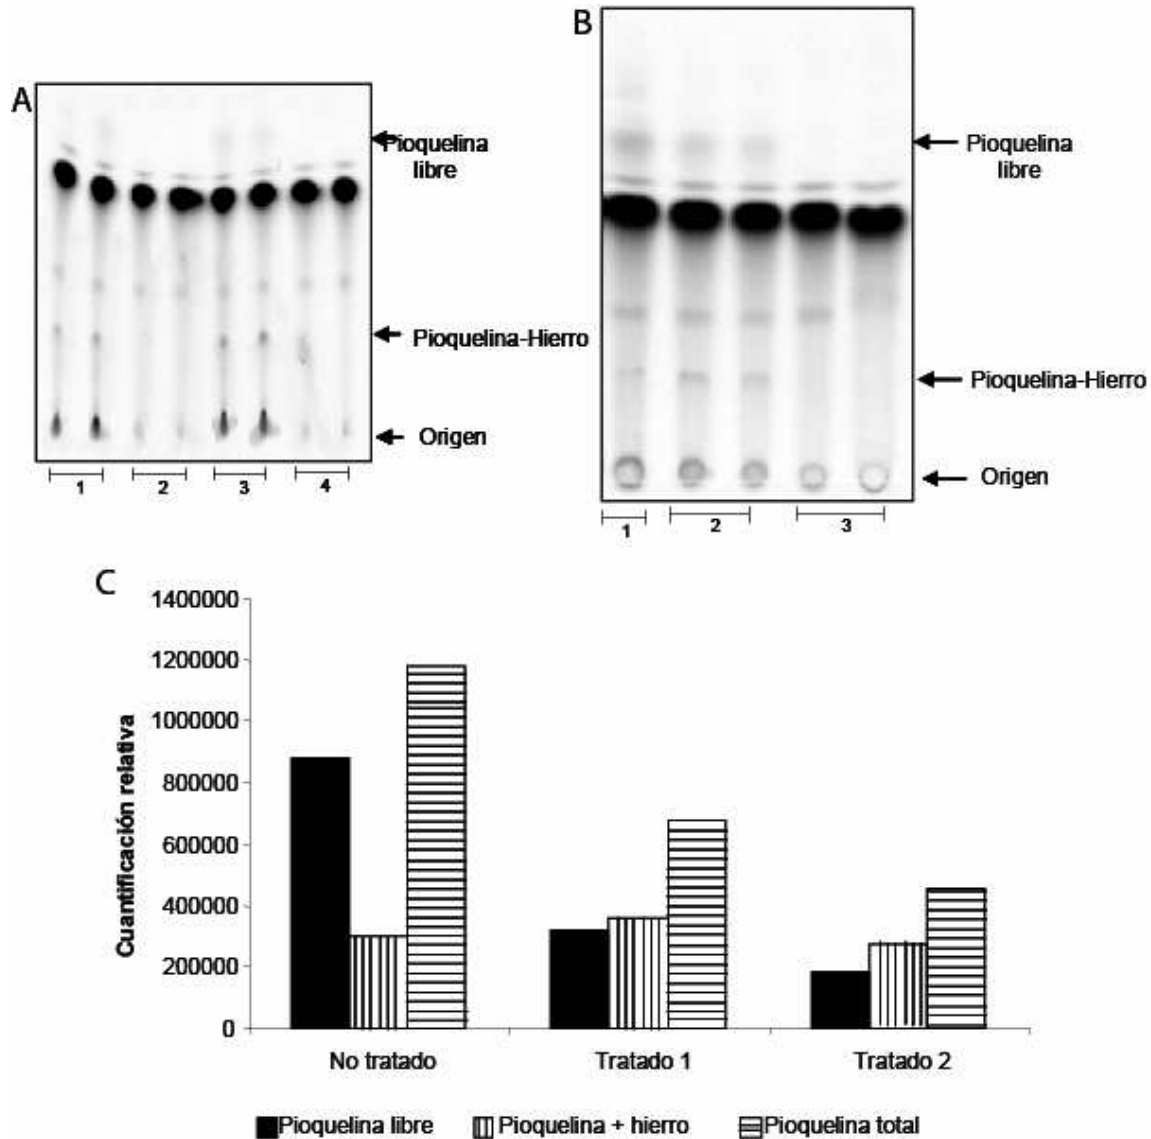 A
Pioquelina
libre
Pioquelina-Hierro
Origen
1 2 3 4
B
Pioquelina
libre
Pioquelina-Hierro
Origen
1 2 3
C
Cuantificación relativa
1400000
1200000
1000000
800000
600000
400000
200000
0
No tratado Tratado 1 Tratado 2
Pioquelina libre Pioquelina + hierro Pioquelina total